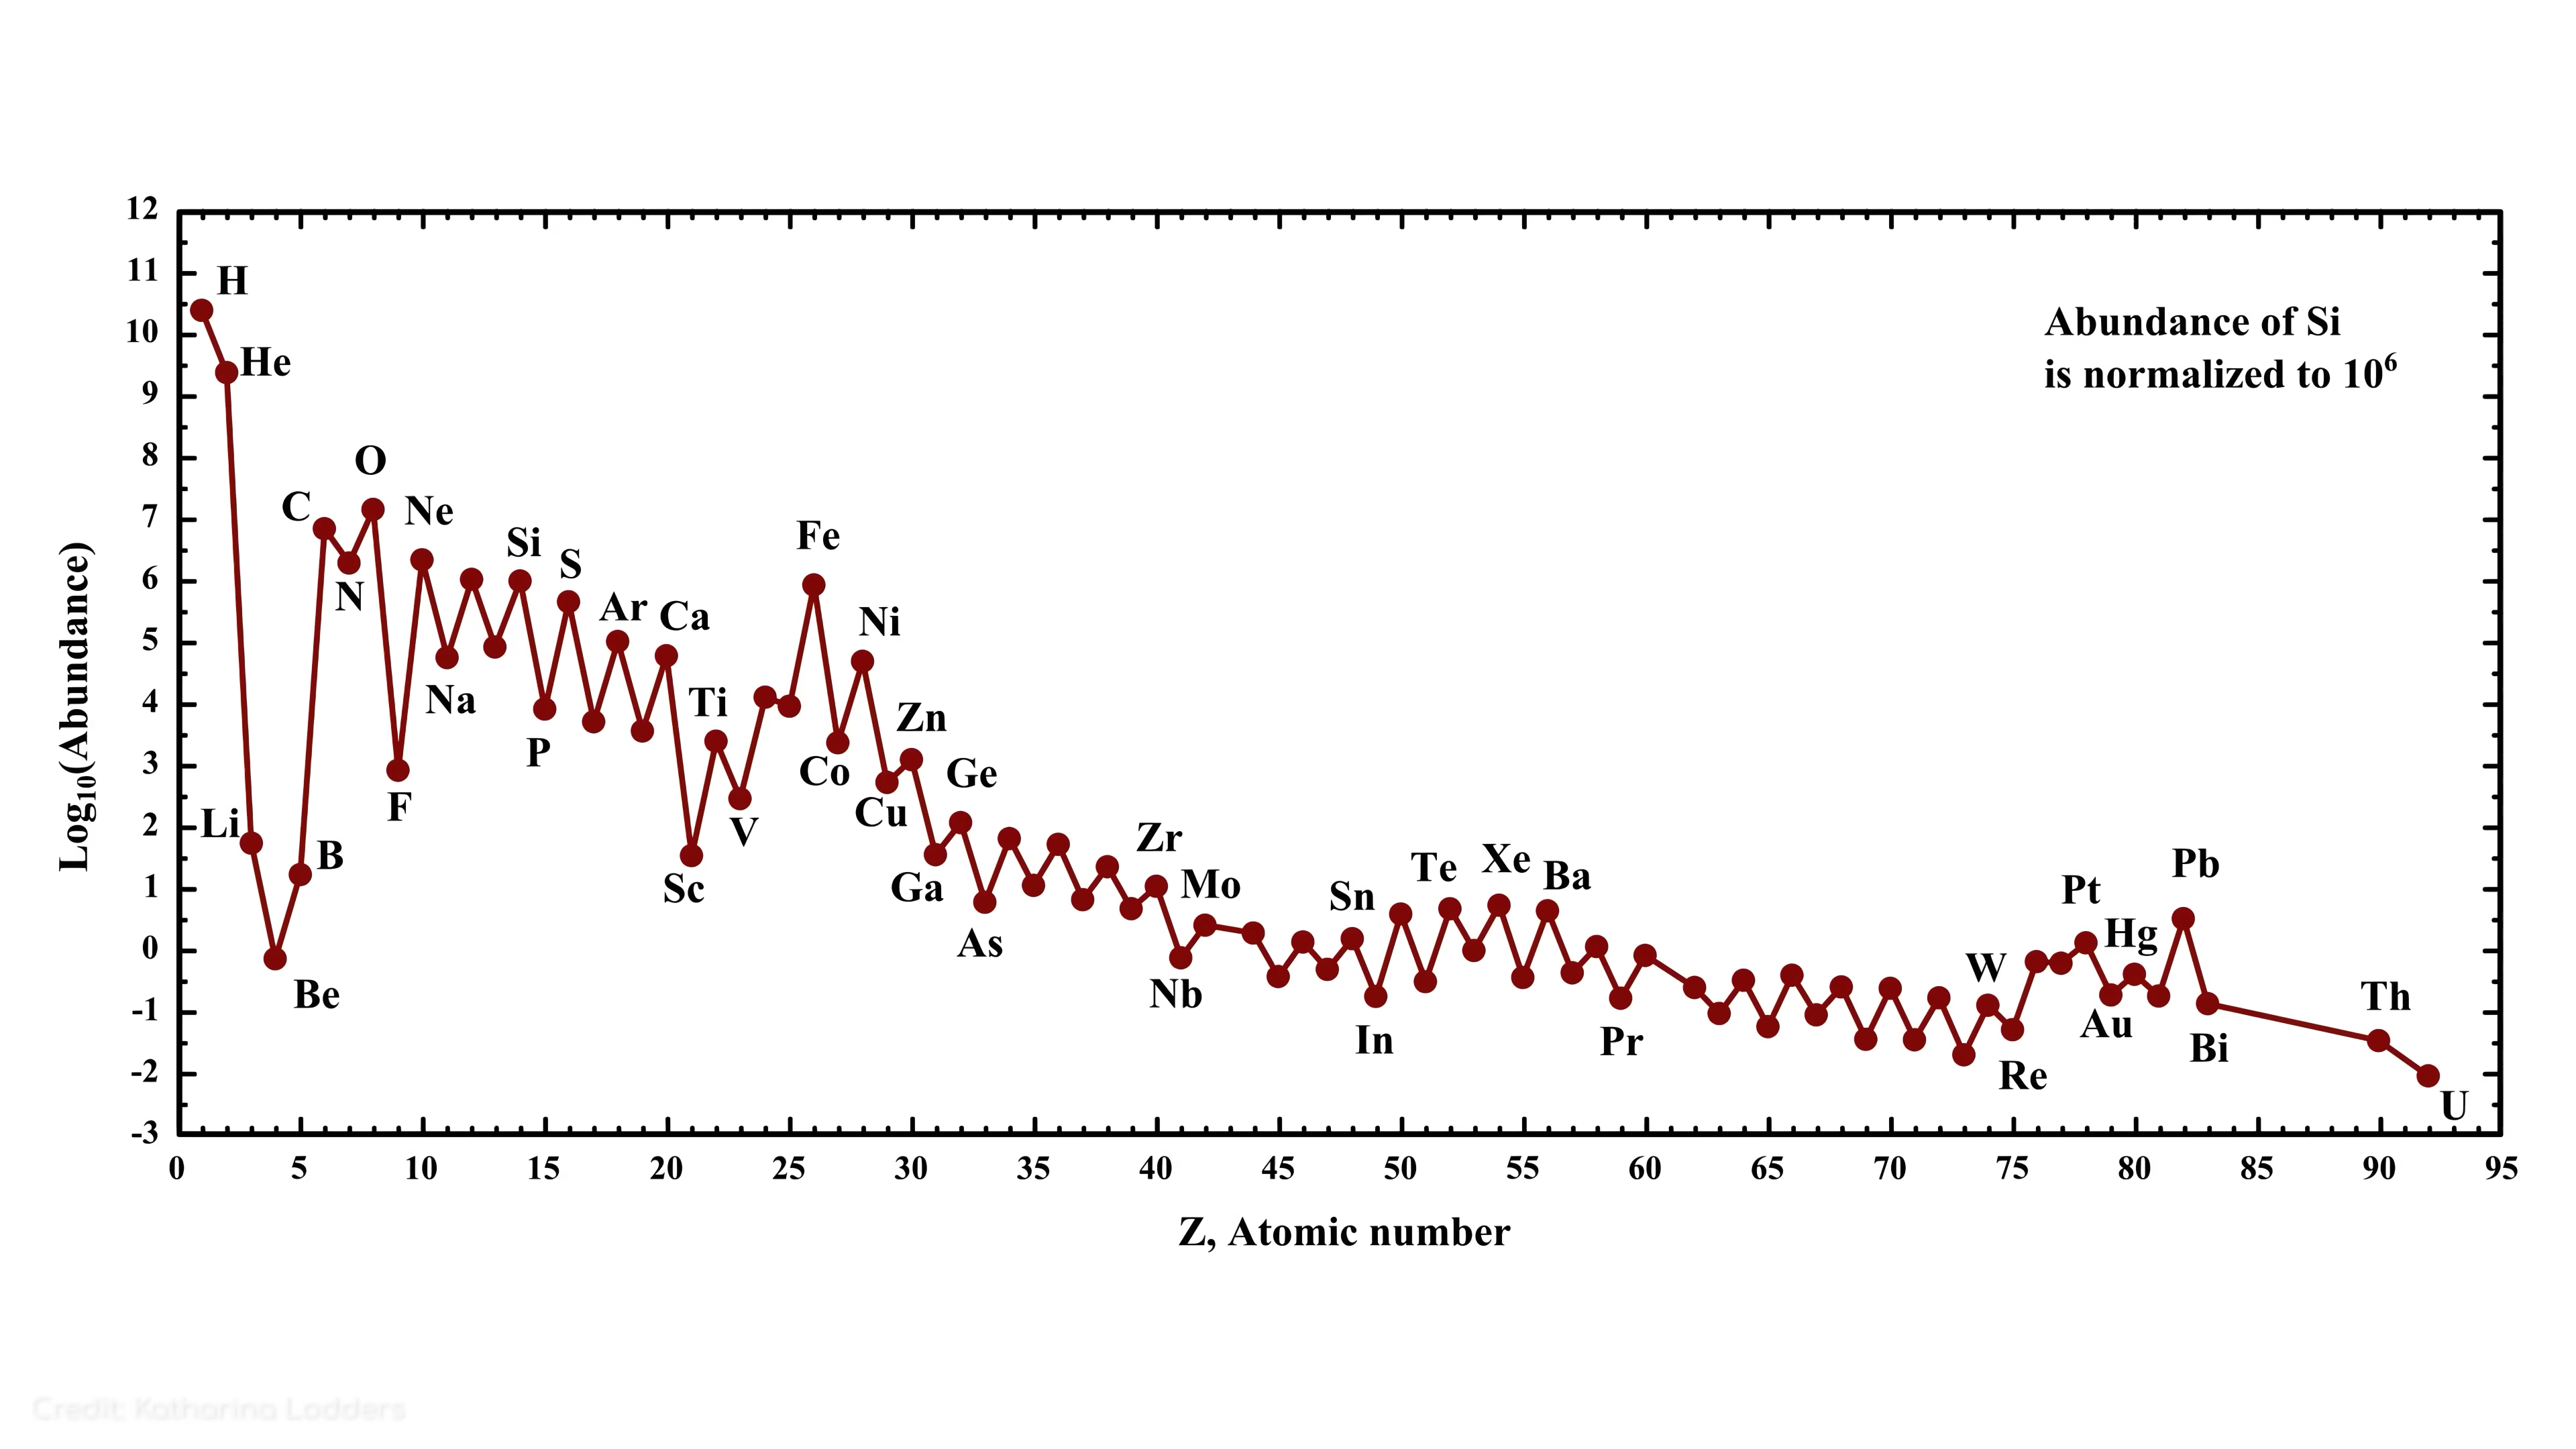 12
11
10
9
8
7
6
5
4
3
2
1
0
-1
-2
-3
Log10(Abundance)
H
He
Li
Be
B
C
N
O
F
Ne
Na
Si
P
S
Ar
Ca
Sc
Ti
V
Fe
Co
Ni
Cu
Zn
Ga
Ge
As
Zr
Nb
Mo
In
Sn
Te
Xe
Ba
Pr
W
Re
Pt
Au
Hg
Pb
Bi
Th
U
Abundance of Si
is normalized to 10⁶
0 5 10 15 20 25 30 35 40 45 50 55 60 65 70 75 80 85 90 95
Z, Atomic number
Credit: Katharina Lodders